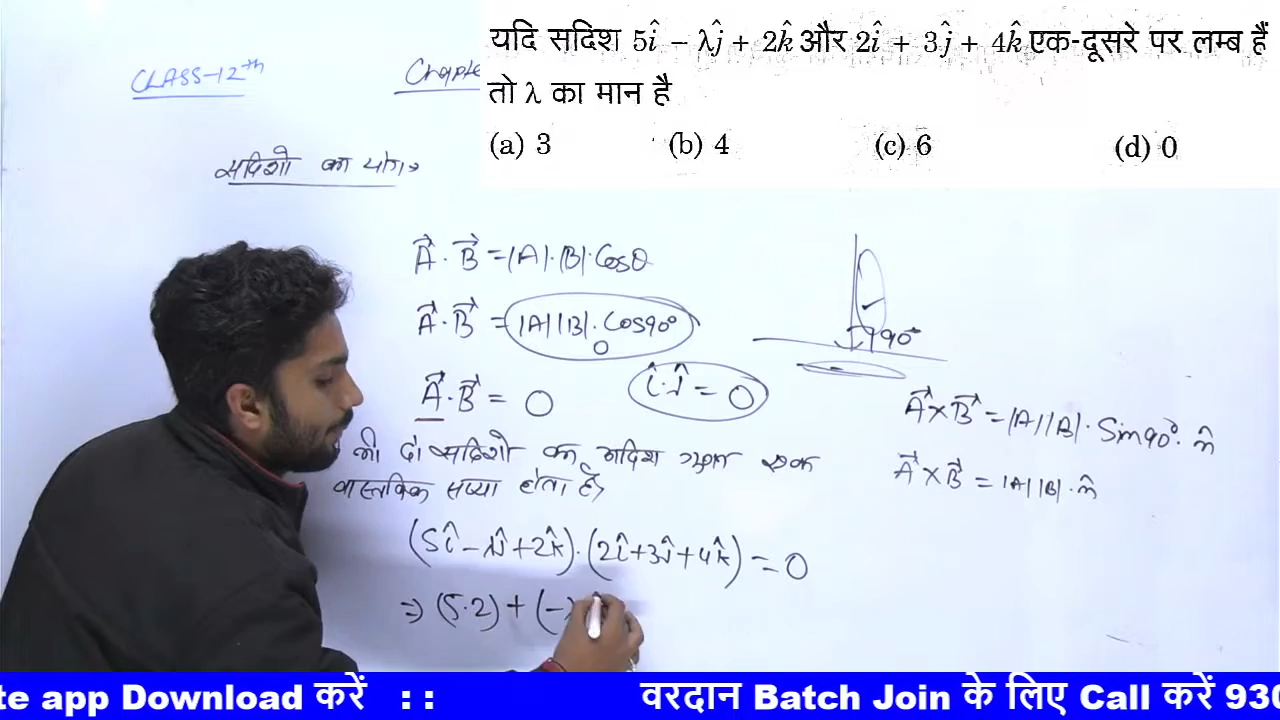 यदि सदिश 5î − λĵ + 2k̂ और 2î + 3ĵ + 4k̂ एक-दूसरे पर लम्ब हैं
तो λ का मान है
(a) 3 (b) 4 (c) 6 (d) 0
CLASS-12th Chapte
सदिशो का योग→
A⃗ · B⃗ = |A|·|B|·Cosθ
A⃗ · B⃗ = |A||B|·Cos90°
0
90°
A⃗·B⃗ = 0
î·ĵ = 0
A⃗×B⃗ = |A||B|·Sin90°·n̂
A⃗×B⃗ = |A||B|·n̂
भी दो सदिशो का अदिश गुणन एक
वास्तविक संख्या होता है,
(5î − λĵ + 2k̂)·(2î + 3ĵ + 4k̂) = 0
⇒ (5·2) + (−λ
te app Download करें : : वरदान Batch Join के लिए Call करें 930